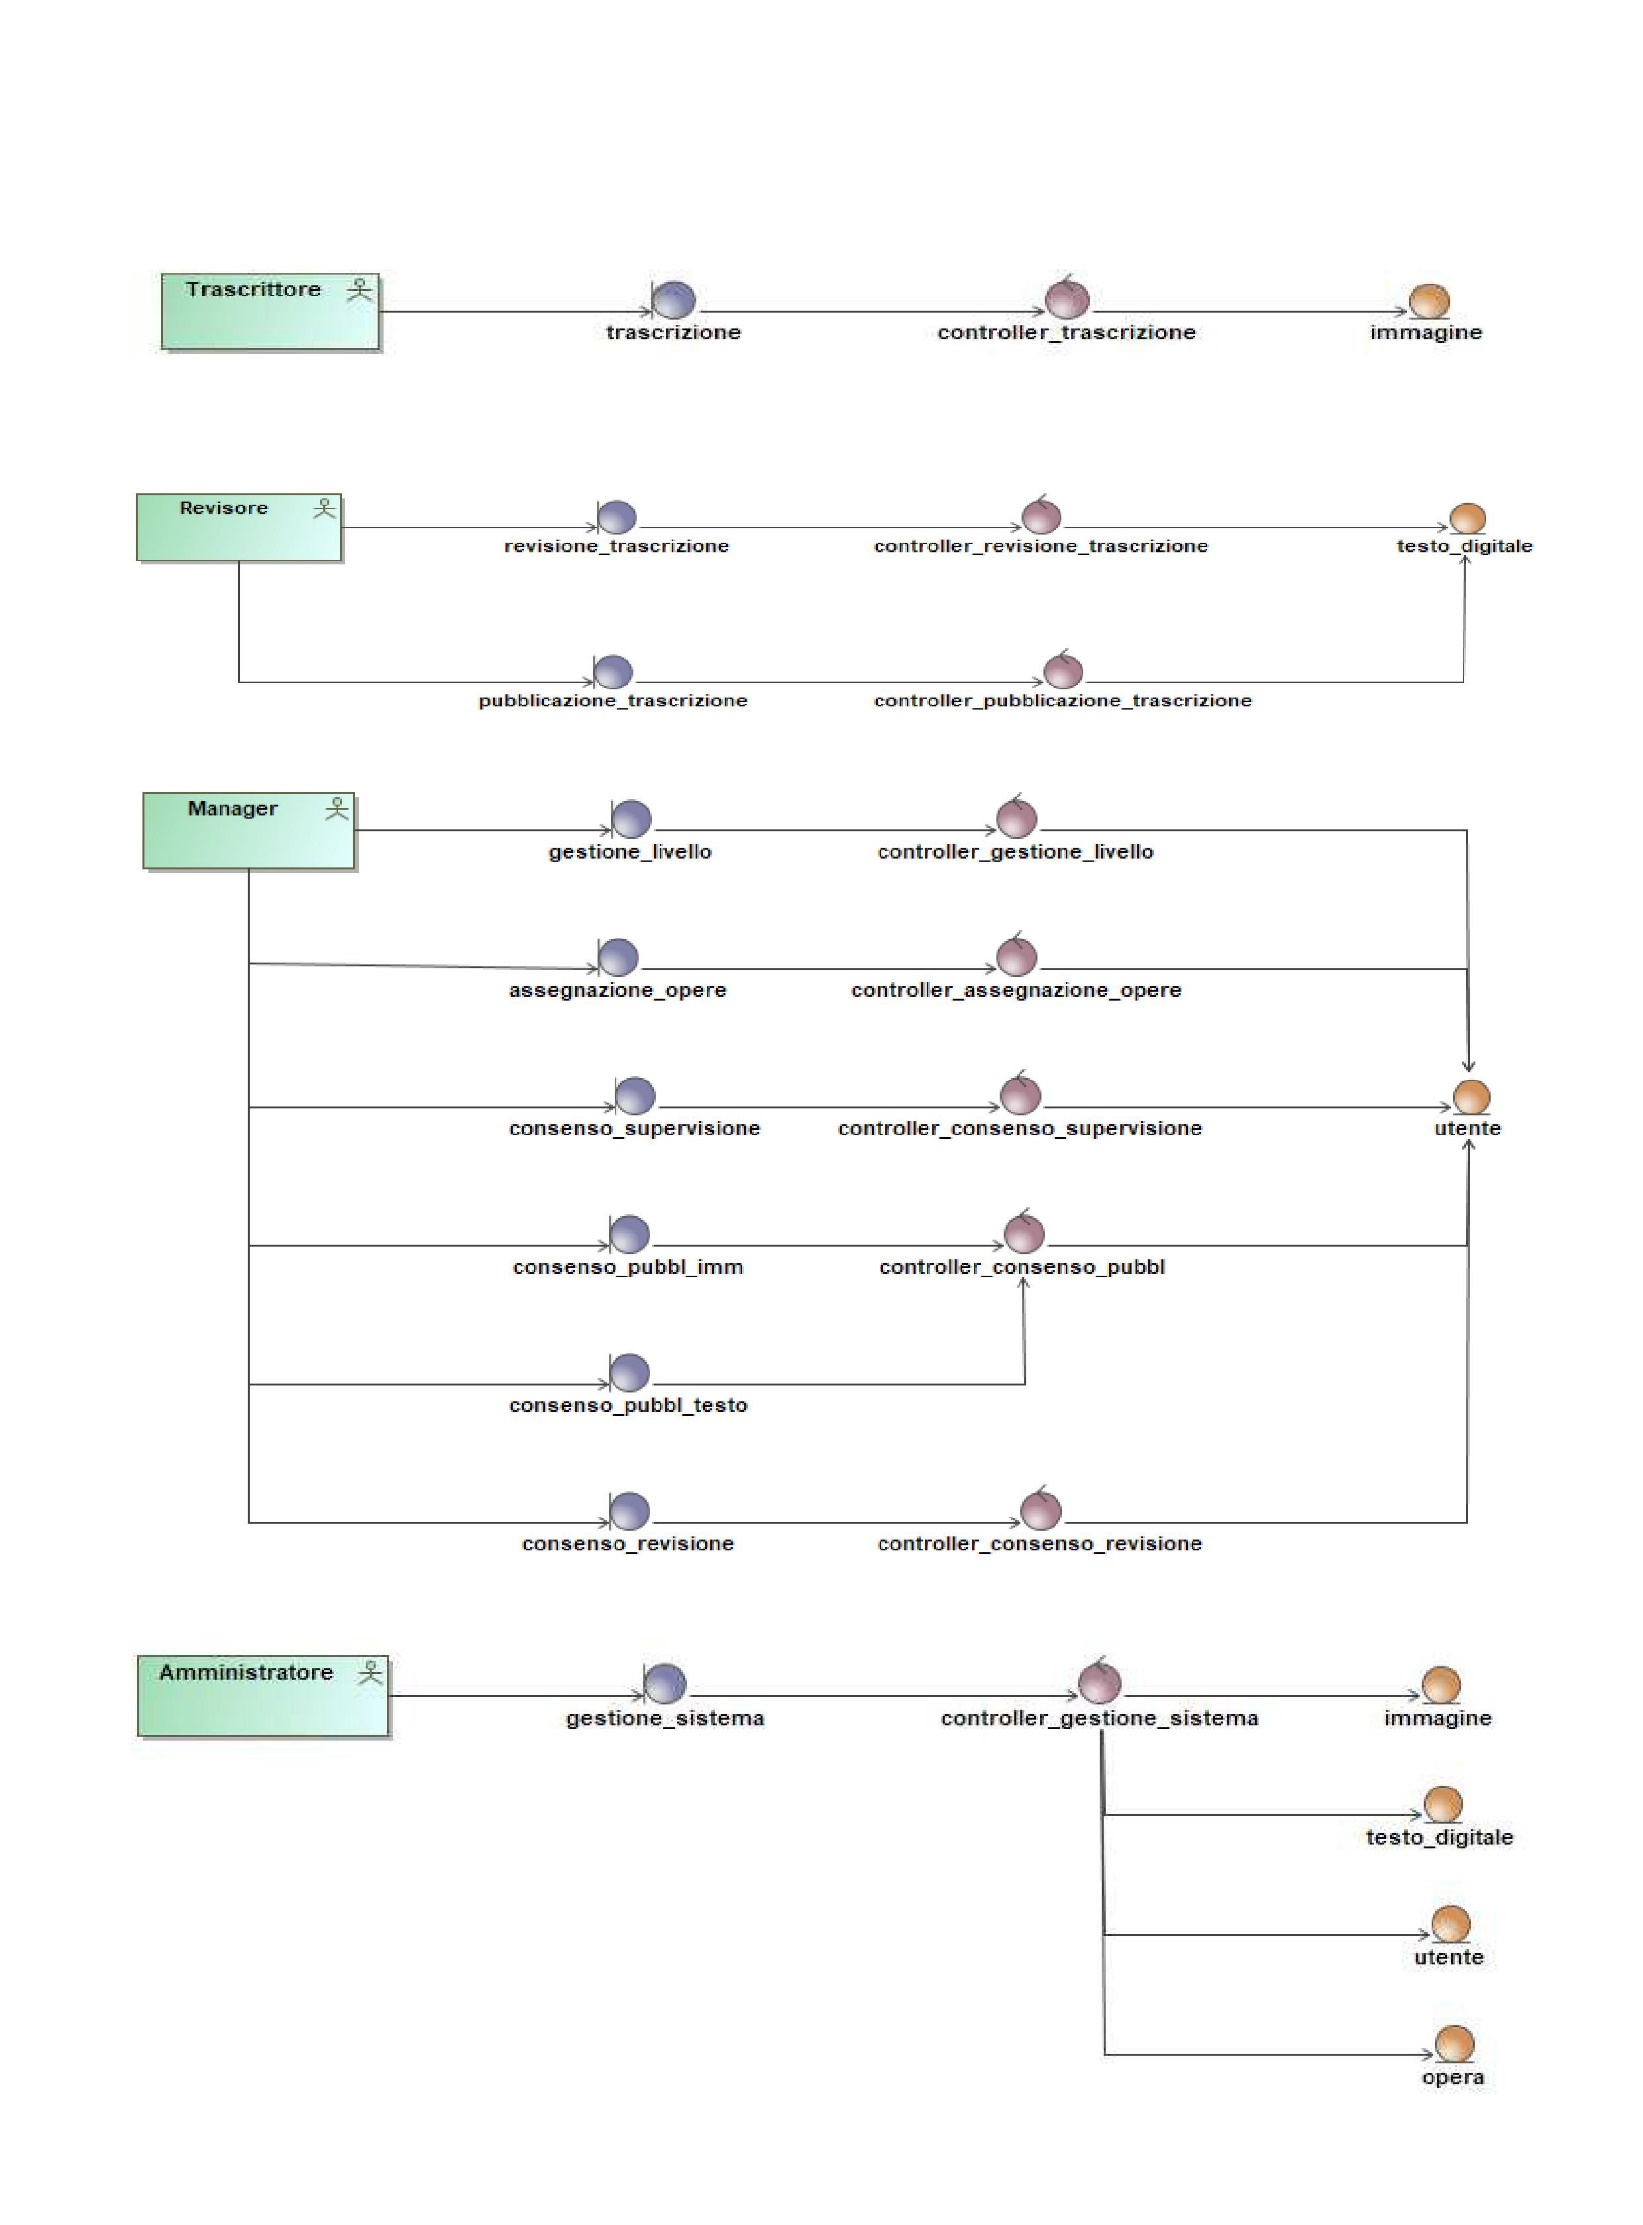 Trascrittore
trascrizione
controller_trascrizione
immagine
Revisore
revisione_trascrizione
controller_revisione_trascrizione
testo_digitale
pubblicazione_trascrizione
controller_pubblicazione_trascrizione
Manager
gestione_livello
controller_gestione_livello
assegnazione_opere
controller_assegnazione_opere
consenso_supervisione
controller_consenso_supervisione
utente
consenso_pubbl_imm
controller_consenso_pubbl
consenso_pubbl_testo
consenso_revisione
controller_consenso_revisione
Amministratore
gestione_sistema
controller_gestione_sistema
immagine
testo_digitale
utente
opera